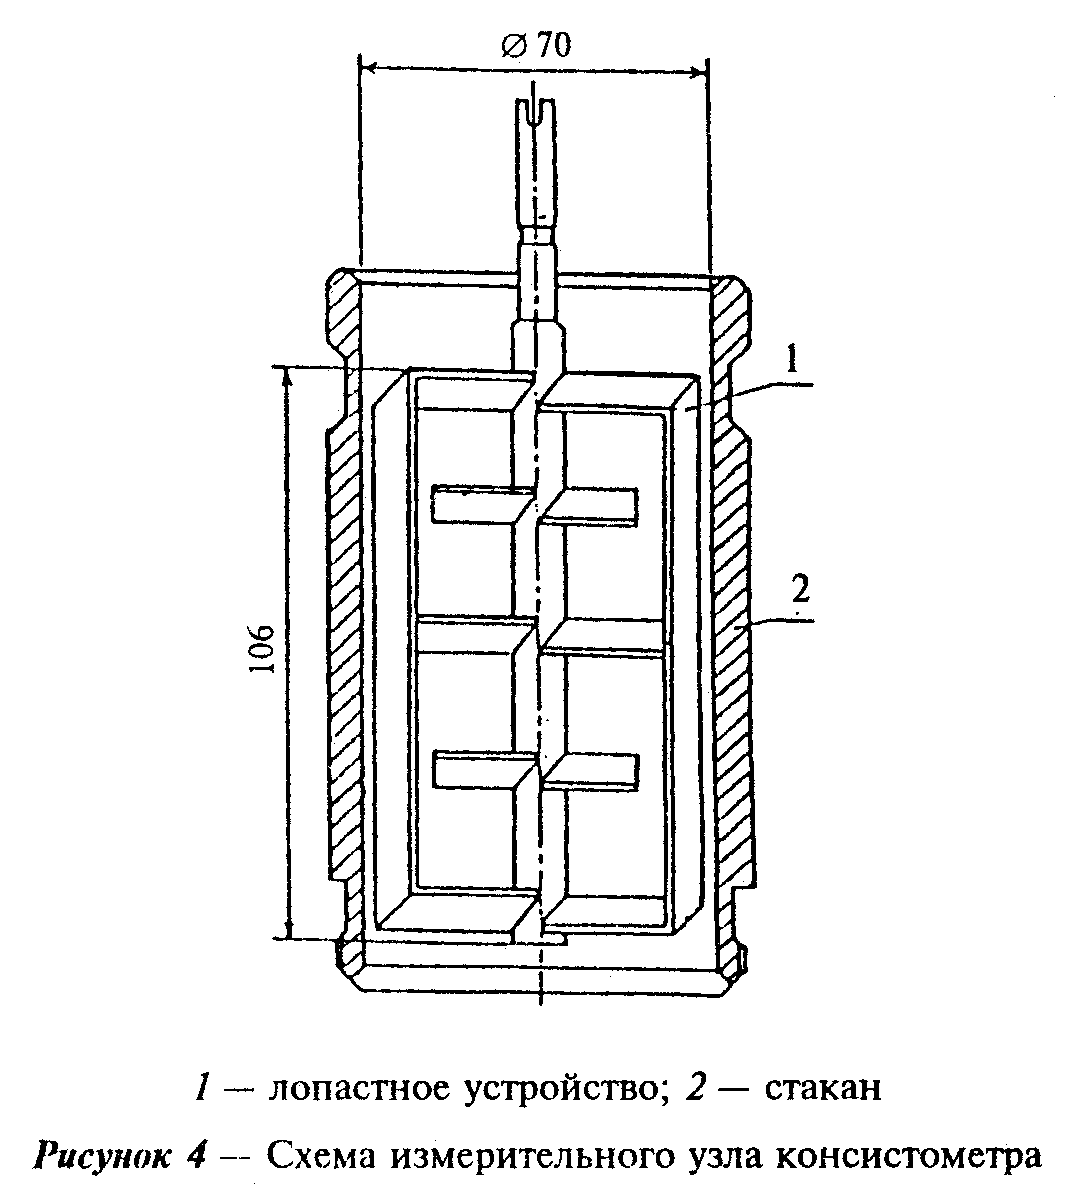 ∅ 70
1
2
106
1 — лопастное устройство; 2 — стакан
Рисунок 4 — Схема измерительного узла консистометра